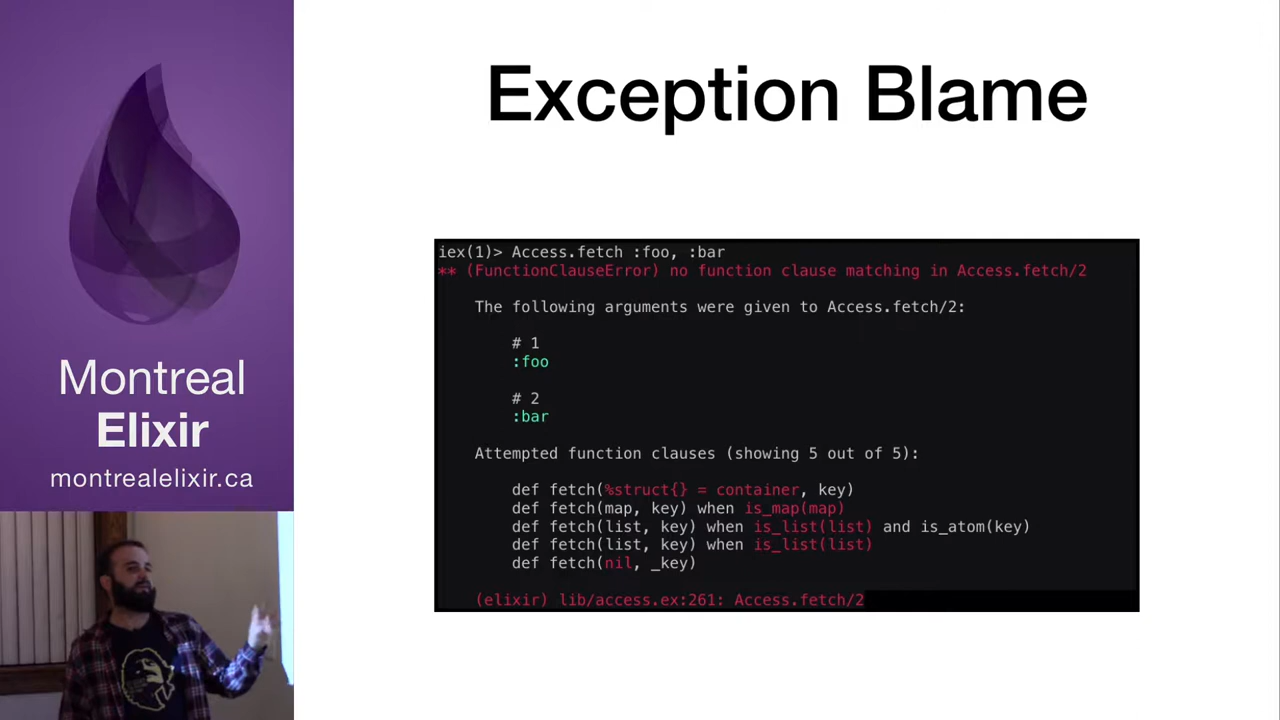 Exception Blame
iex(1)> Access.fetch :foo, :bar
** (FunctionClauseError) no function clause matching in Access.fetch/2
The following arguments were given to Access.fetch/2:
# 1
:foo
# 2
:bar
Attempted function clauses (showing 5 out of 5):
def fetch(%struct{} = container, key)
def fetch(map, key) when is_map(map)
def fetch(list, key) when is_list(list) and is_atom(key)
def fetch(list, key) when is_list(list)
def fetch(nil, _key)
(elixir) lib/access.ex:261: Access.fetch/2
Montreal
Elixir
montrealelixir.ca